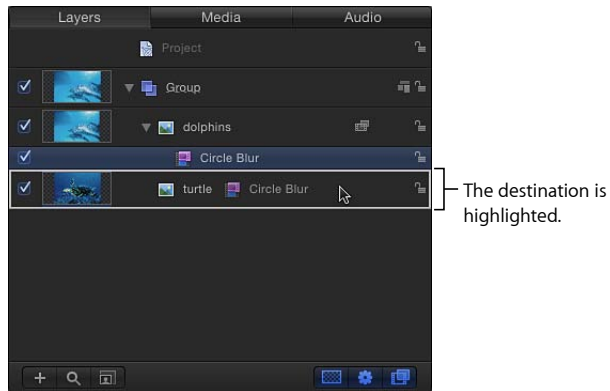 Layers Media Audio
Project
Group
dolphins
Circle Blur
turtle Circle Blur
The destination is
highlighted.